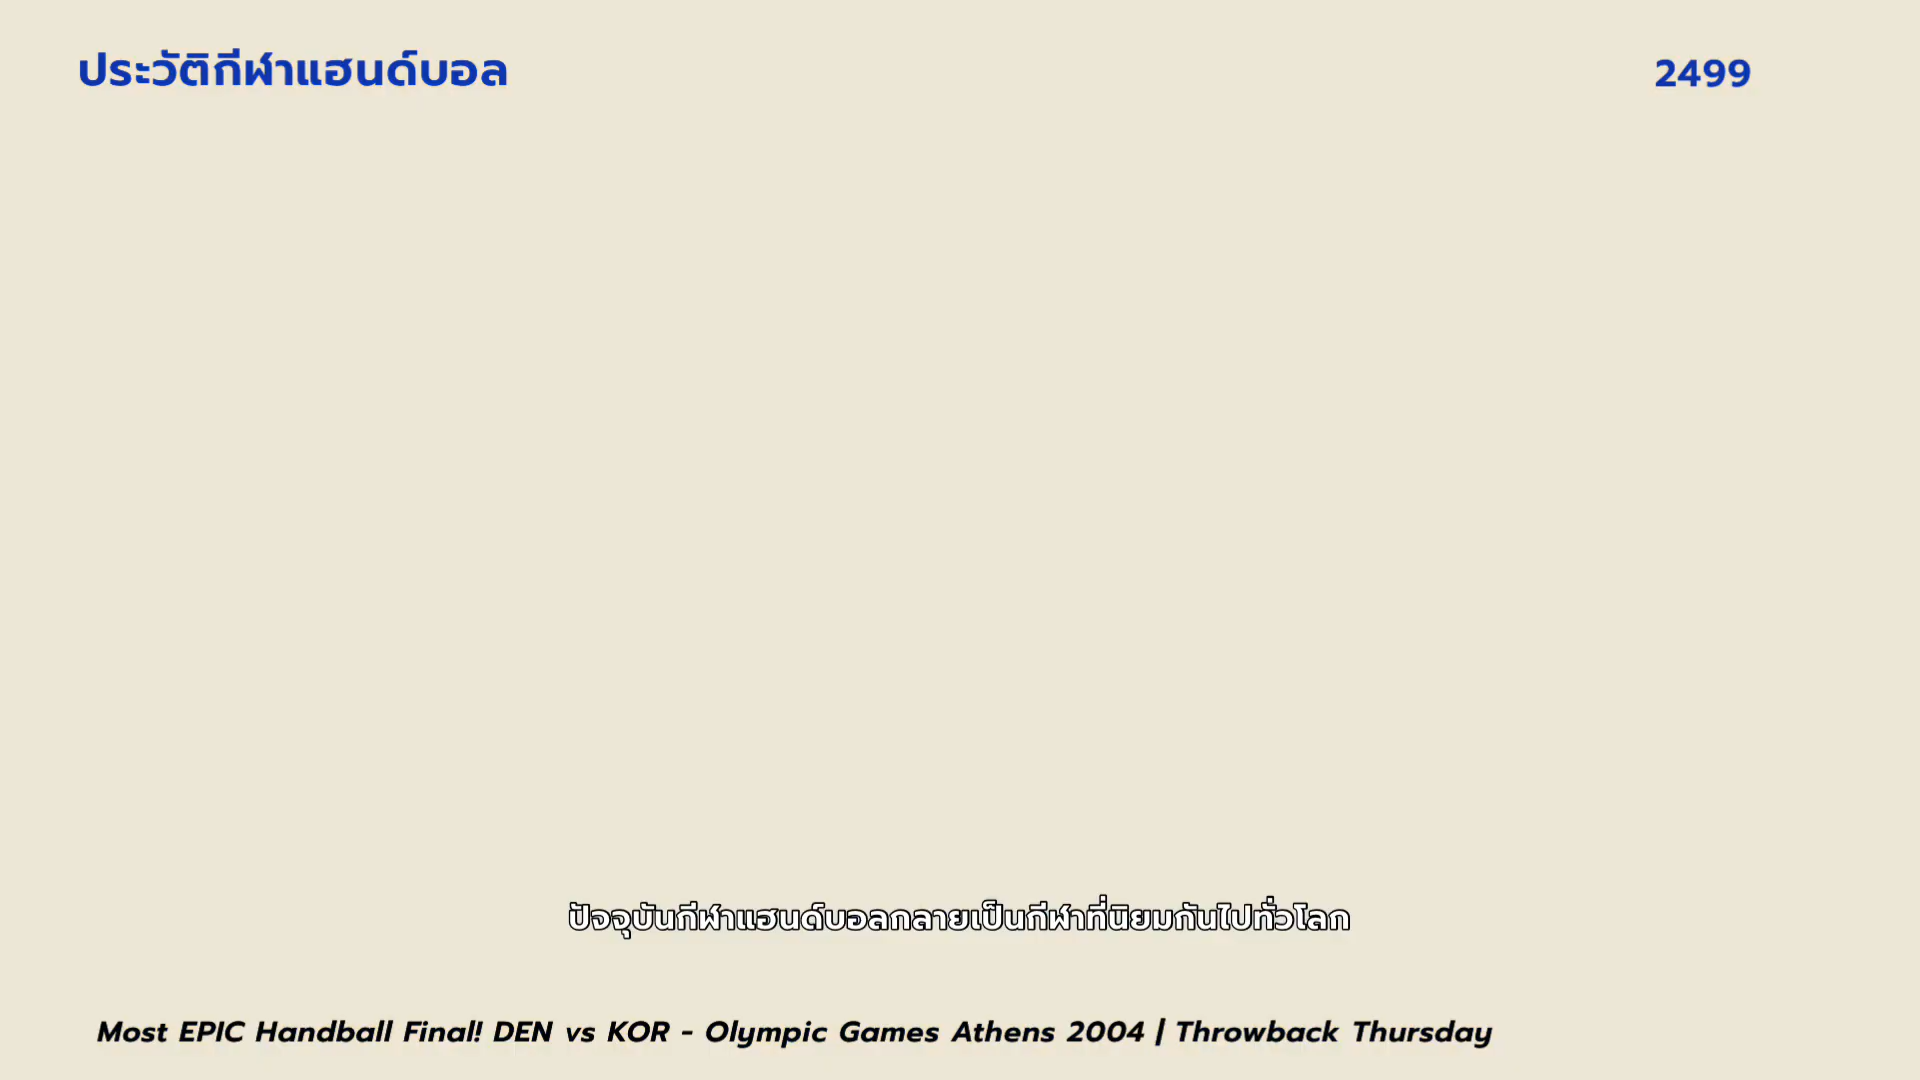 ประวัติกีฬาแฮนด์บอล
2499
ปัจจุบันกีฬาแฮนด์บอลกลายเป็นกีฬาที่นิยมกันไปทั่วโลก
Most EPIC Handball Final! DEN vs KOR - Olympic Games Athens 2004 | Throwback Thursday